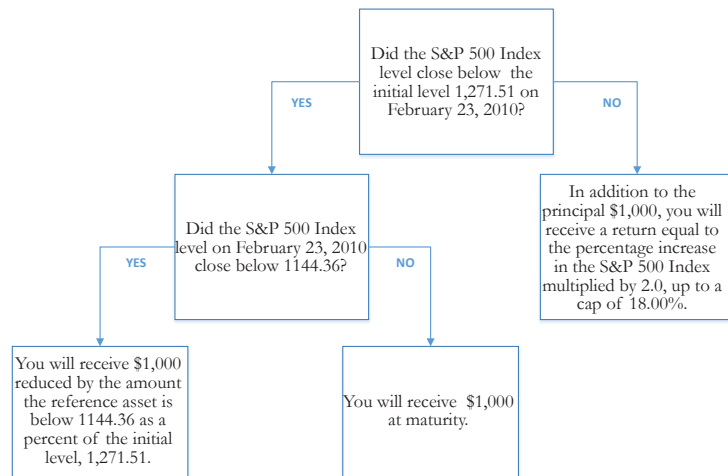 Did the S&P 500 Index
level close below the
initial level 1,271.51 on
February 23, 2010?
YES
NO
Did the S&P 500 Index
level on February 23, 2010
close below 1144.36?
In addition to the
principal $1,000, you will
receive a return equal to
the percentage increase
in the S&P 500 Index
multiplied by 2.0, up to a
cap of 18.00%.
YES
NO
You will receive $1,000
reduced by the amount
the reference asset is
below 1144.36 as a
percent of the initial
level, 1,271.51.
You will receive $1,000
at maturity.